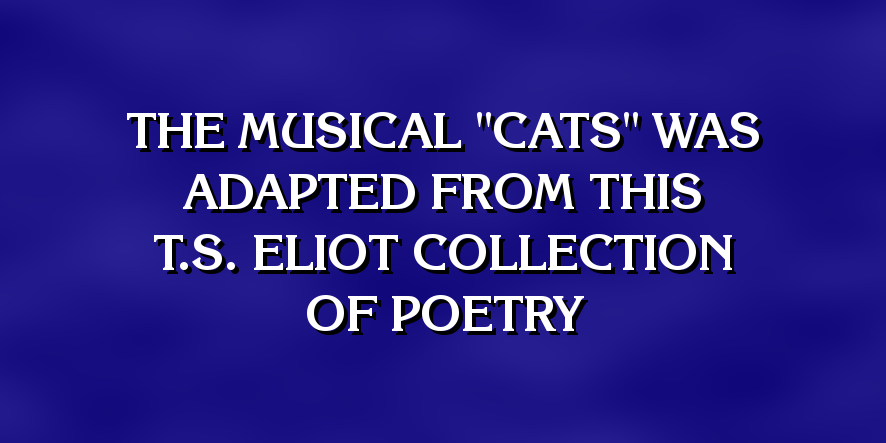 THE MUSICAL "CATS" WAS
ADAPTED FROM THIS
T.S. ELIOT COLLECTION
OF POETRY